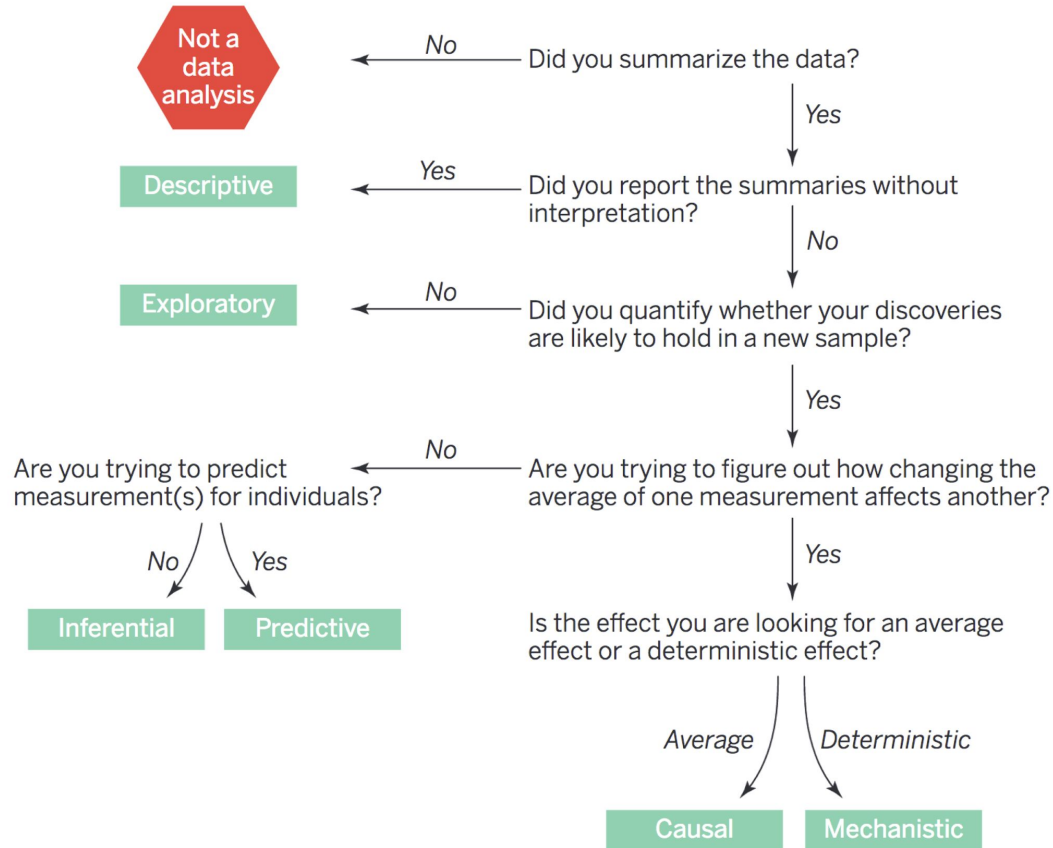 Not a
data
analysis
No
Did you summarize the data?
Yes
Descriptive
Yes
Did you report the summaries without
interpretation?
No
Exploratory
No
Did you quantify whether your discoveries
are likely to hold in a new sample?
Yes
Are you trying to predict
measurement(s) for individuals?
No
Are you trying to figure out how changing the
average of one measurement affects another?
No
Yes
Yes
Inferential
Predictive
Is the effect you are looking for an average
effect or a deterministic effect?
Average
Deterministic
Causal
Mechanistic